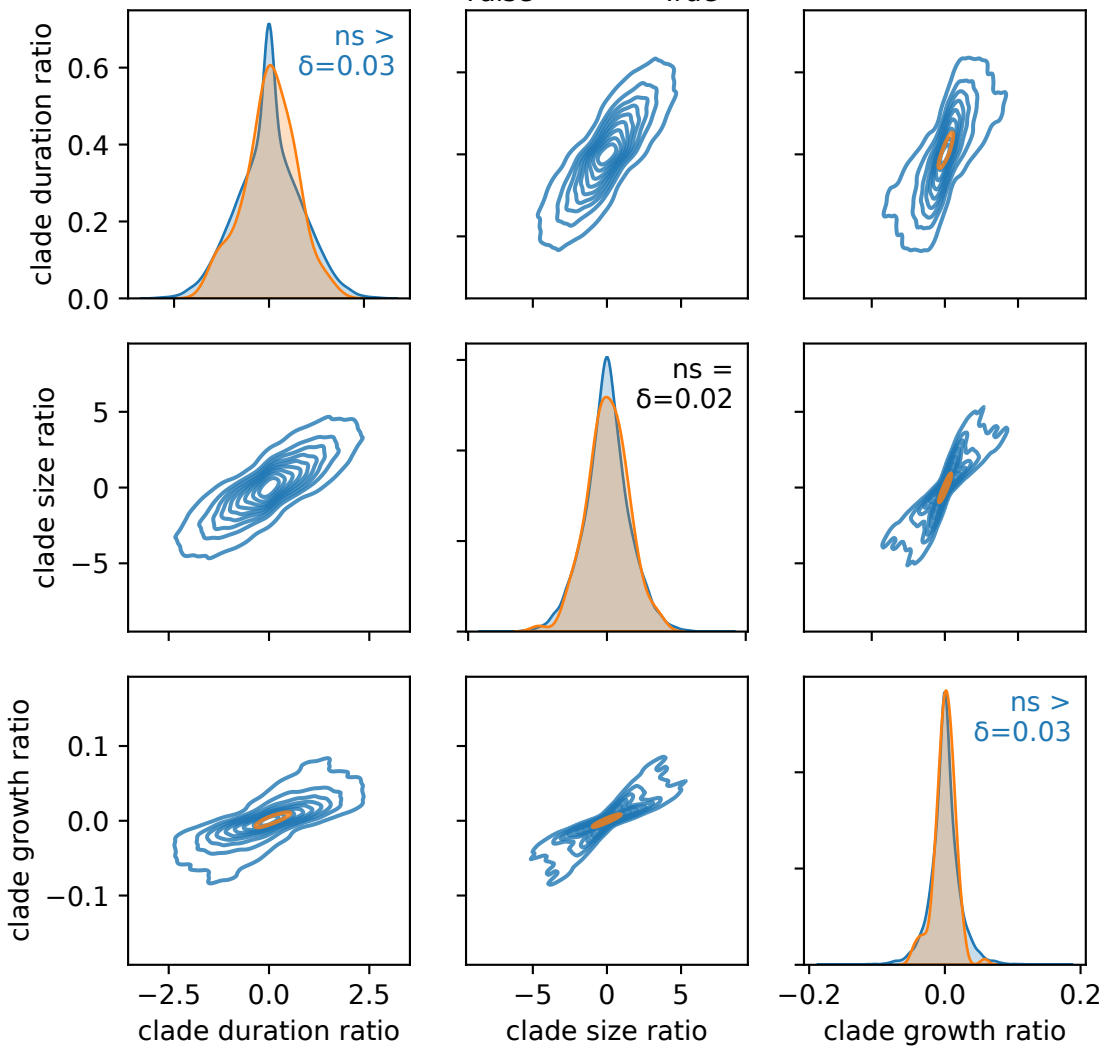 clade duration ratio
0.6
0.4
0.2
0.0
ns >
δ=0.03
clade size ratio
5
0
−5
ns =
δ=0.02
clade growth ratio
0.1
0.0
−0.1
ns >
δ=0.03
−2.5 0.0 2.5
−5 0 5
−0.2 0.0 0.2
clade duration ratio
clade size ratio
clade growth ratio